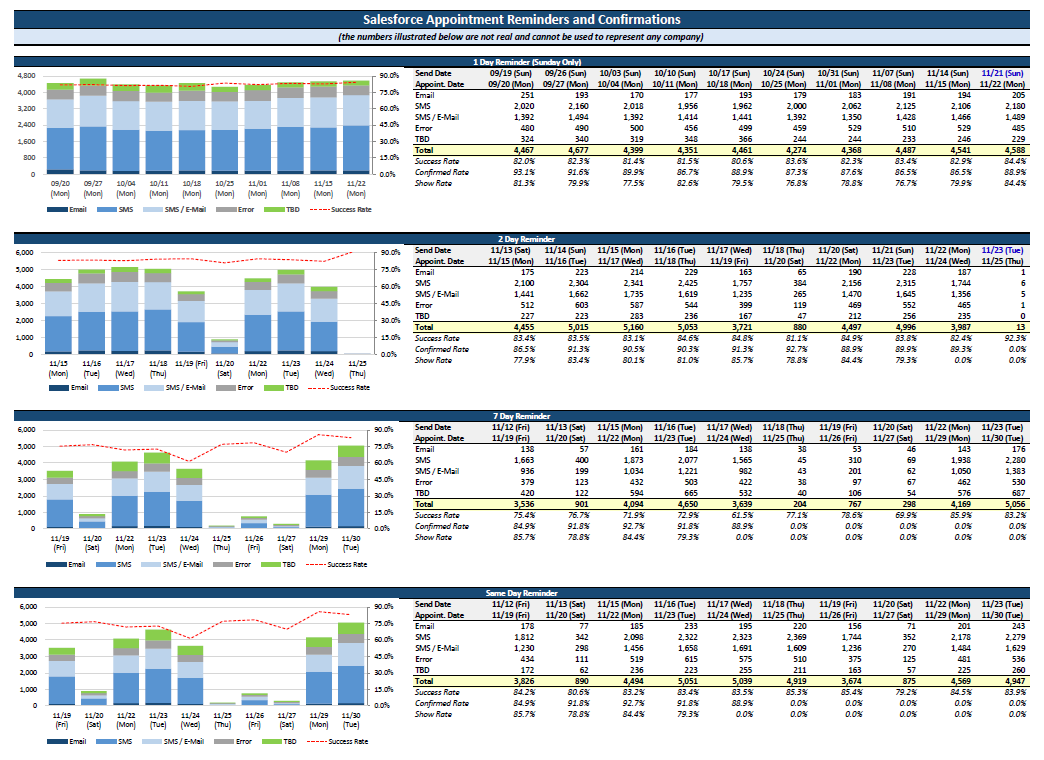 Salesforce Appointment Reminders and Confirmations
(the numbers illustrated below are not real and cannot be used to represent any company)
1 Day Reminder (Sunday Only)
4,800
4,000
3,200
2,400
1,600
800
0
90.0%
75.0%
60.0%
45.0%
30.0%
15.0%
0.0%
09/20 (Mon) 09/27 (Mon) 10/04 (Mon) 10/11 (Mon) 10/18 (Mon) 10/25 (Mon) 11/01 (Mon) 11/08 (Mon) 11/15 (Mon) 11/22 (Mon)
Email SMS SMS / E-Mail Error TBD Success Rate
Send Date 09/19 (Sun) 09/26 (Sun) 10/03 (Sun) 10/10 (Sun) 10/17 (Sun) 10/24 (Sun) 10/31 (Sun) 11/07 (Sun) 11/14 (Sun) 11/21 (Sun)
Appoint. Date 09/20 (Mon) 09/27 (Mon) 10/04 (Mon) 10/11 (Mon) 10/18 (Mon) 10/25 (Mon) 11/01 (Mon) 11/08 (Mon) 11/15 (Mon) 11/22 (Mon)
Email 251 193 170 177 193 179 183 191 194 205
SMS 2,020 2,160 2,018 1,956 1,962 2,000 2,062 2,125 2,106 2,180
SMS / E-Mail 1,392 1,494 1,392 1,414 1,441 1,392 1,350 1,428 1,466 1,489
Error 480 490 500 456 499 459 529 510 529 485
TBD 324 340 319 348 366 244 244 233 246 229
Total 4,467 4,677 4,399 4,351 4,461 4,274 4,368 4,487 4,541 4,588
Success Rate 82.0% 82.3% 81.4% 81.5% 80.6% 83.6% 82.3% 83.4% 82.9% 84.4%
Confirmed Rate 93.1% 91.6% 89.9% 86.7% 88.9% 87.3% 87.6% 86.5% 86.5% 88.9%
Show Rate 81.3% 79.9% 77.5% 82.6% 79.5% 76.8% 78.8% 76.7% 79.9% 84.4%
2 Day Reminder
6,000
5,000
4,000
3,000
2,000
1,000
0
90.0%
75.0%
60.0%
45.0%
30.0%
15.0%
0.0%
11/15 (Mon) 11/16 (Tue) 11/17 (Wed) 11/18 (Thu) 11/19 (Fri) 11/20 (Sat) 11/22 (Mon) 11/23 (Tue) 11/24 (Wed) 11/25 (Thu)
Email SMS SMS / E-Mail Error TBD Success Rate
Send Date 11/13 (Sat) 11/14 (Sun) 11/15 (Mon) 11/16 (Tue) 11/17 (Wed) 11/18 (Thu) 11/20 (Sat) 11/21 (Sun) 11/22 (Mon) 11/23 (Tue)
Appoint. Date 11/15 (Mon) 11/16 (Tue) 11/17 (Wed) 11/18 (Thu) 11/19 (Fri) 11/20 (Sat) 11/22 (Mon) 11/23 (Tue) 11/24 (Wed) 11/25 (Thu)
Email 175 223 214 229 163 65 190 228 187 1
SMS 2,100 2,304 2,341 2,425 1,757 384 2,156 2,315 1,744 6
SMS / E-Mail 1,441 1,662 1,735 1,619 1,235 265 1,470 1,645 1,356 5
Error 512 603 587 544 399 119 469 552 465 1
TBD 227 223 283 236 167 47 212 256 235 0
Total 4,455 5,015 5,160 5,053 3,721 880 4,497 4,996 3,987 13
Success Rate 83.4% 83.5% 83.1% 84.6% 84.8% 81.1% 84.9% 83.8% 82.4% 92.3%
Confirmed Rate 86.5% 91.3% 90.5% 90.3% 91.3% 92.7% 88.9% 89.9% 89.3% 0.0%
Show Rate 77.9% 83.4% 80.1% 81.0% 85.7% 78.8% 84.4% 79.3% 0.0% 0.0%
7 Day Reminder
6,000
5,000
4,000
3,000
2,000
1,000
0
90.0%
75.0%
60.0%
45.0%
30.0%
15.0%
0.0%
11/19 (Fri) 11/20 (Sat) 11/22 (Mon) 11/23 (Tue) 11/24 (Wed) 11/25 (Thu) 11/26 (Fri) 11/27 (Sat) 11/29 (Mon) 11/30 (Tue)
Email SMS SMS / E-Mail Error TBD Success Rate
Send Date 11/12 (Fri) 11/13 (Sat) 11/15 (Mon) 11/16 (Tue) 11/17 (Wed) 11/18 (Thu) 11/19 (Fri) 11/20 (Sat) 11/22 (Mon) 11/23 (Tue)
Appoint. Date 11/19 (Fri) 11/20 (Sat) 11/22 (Mon) 11/23 (Tue) 11/24 (Wed) 11/25 (Thu) 11/26 (Fri) 11/27 (Sat) 11/29 (Mon) 11/30 (Tue)
Email 138 57 161 184 138 38 53 46 143 176
SMS 1,663 400 1,873 2,077 1,565 45 310 69 1,938 2,280
SMS / E-Mail 936 199 1,034 1,221 982 43 201 62 1,050 1,383
Error 379 123 432 503 422 38 97 67 462 530
TBD 420 122 594 665 532 40 106 54 576 687
Total 3,536 901 4,094 4,650 3,639 204 767 298 4,169 5,056
Success Rate 75.4% 76.7% 71.9% 72.9% 61.5% 77.1% 78.6% 69.9% 85.9% 83.2%
Confirmed Rate 84.9% 91.8% 92.7% 91.8% 88.9% 0.0% 0.0% 0.0% 0.0% 0.0%
Show Rate 85.7% 78.8% 84.4% 79.3% 0.0% 0.0% 0.0% 0.0% 0.0% 0.0%
Same Day Reminder
6,000
5,000
4,000
3,000
2,000
1,000
0
90.0%
75.0%
60.0%
45.0%
30.0%
15.0%
0.0%
11/19 (Fri) 11/20 (Sat) 11/22 (Mon) 11/23 (Tue) 11/24 (Wed) 11/25 (Thu) 11/26 (Fri) 11/27 (Sat) 11/29 (Mon) 11/30 (Tue)
Email SMS SMS / E-Mail Error TBD Success Rate
Send Date 11/12 (Fri) 11/13 (Sat) 11/15 (Mon) 11/16 (Tue) 11/17 (Wed) 11/18 (Thu) 11/19 (Fri) 11/20 (Sat) 11/22 (Mon) 11/23 (Tue)
Appoint. Date 11/19 (Fri) 11/20 (Sat) 11/22 (Mon) 11/23 (Tue) 11/24 (Wed) 11/25 (Thu) 11/26 (Fri) 11/27 (Sat) 11/29 (Mon) 11/30 (Tue)
Email 178 77 185 233 195 220 156 71 201 243
SMS 1,812 342 2,098 2,322 2,323 2,369 1,744 352 2,178 2,279
SMS / E-Mail 1,230 298 1,456 1,658 1,691 1,609 1,236 270 1,484 1,629
Error 434 111 519 615 575 510 375 125 481 536
TBD 172 62 236 223 255 211 163 57 225 260
Total 3,826 890 4,494 5,051 5,039 4,919 3,674 875 4,569 4,947
Success Rate 84.2% 80.6% 83.2% 83.4% 83.5% 85.3% 85.4% 79.2% 84.5% 83.9%
Confirmed Rate 84.9% 91.8% 92.7% 91.8% 88.9% 0.0% 0.0% 0.0% 0.0% 0.0%
Show Rate 85.7% 78.8% 84.4% 79.3% 0.0% 0.0% 0.0% 0.0% 0.0% 0.0%